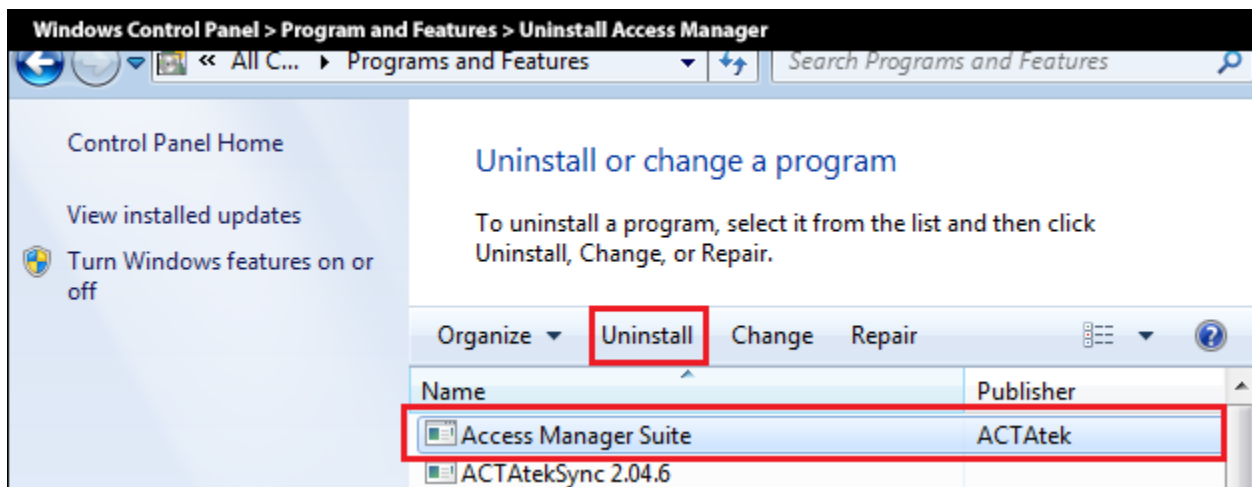 Windows Control Panel > Program and Features > Uninstall Access Manager
« All C... ▸ Programs and Features
Search Programs and Features
Control Panel Home
View installed updates
Turn Windows features on or
off
Uninstall or change a program
To uninstall a program, select it from the list and then click
Uninstall, Change, or Repair.
Organize Uninstall Change Repair
Name Publisher
Access Manager Suite ACTAtek
ACTAtekSync 2.04.6